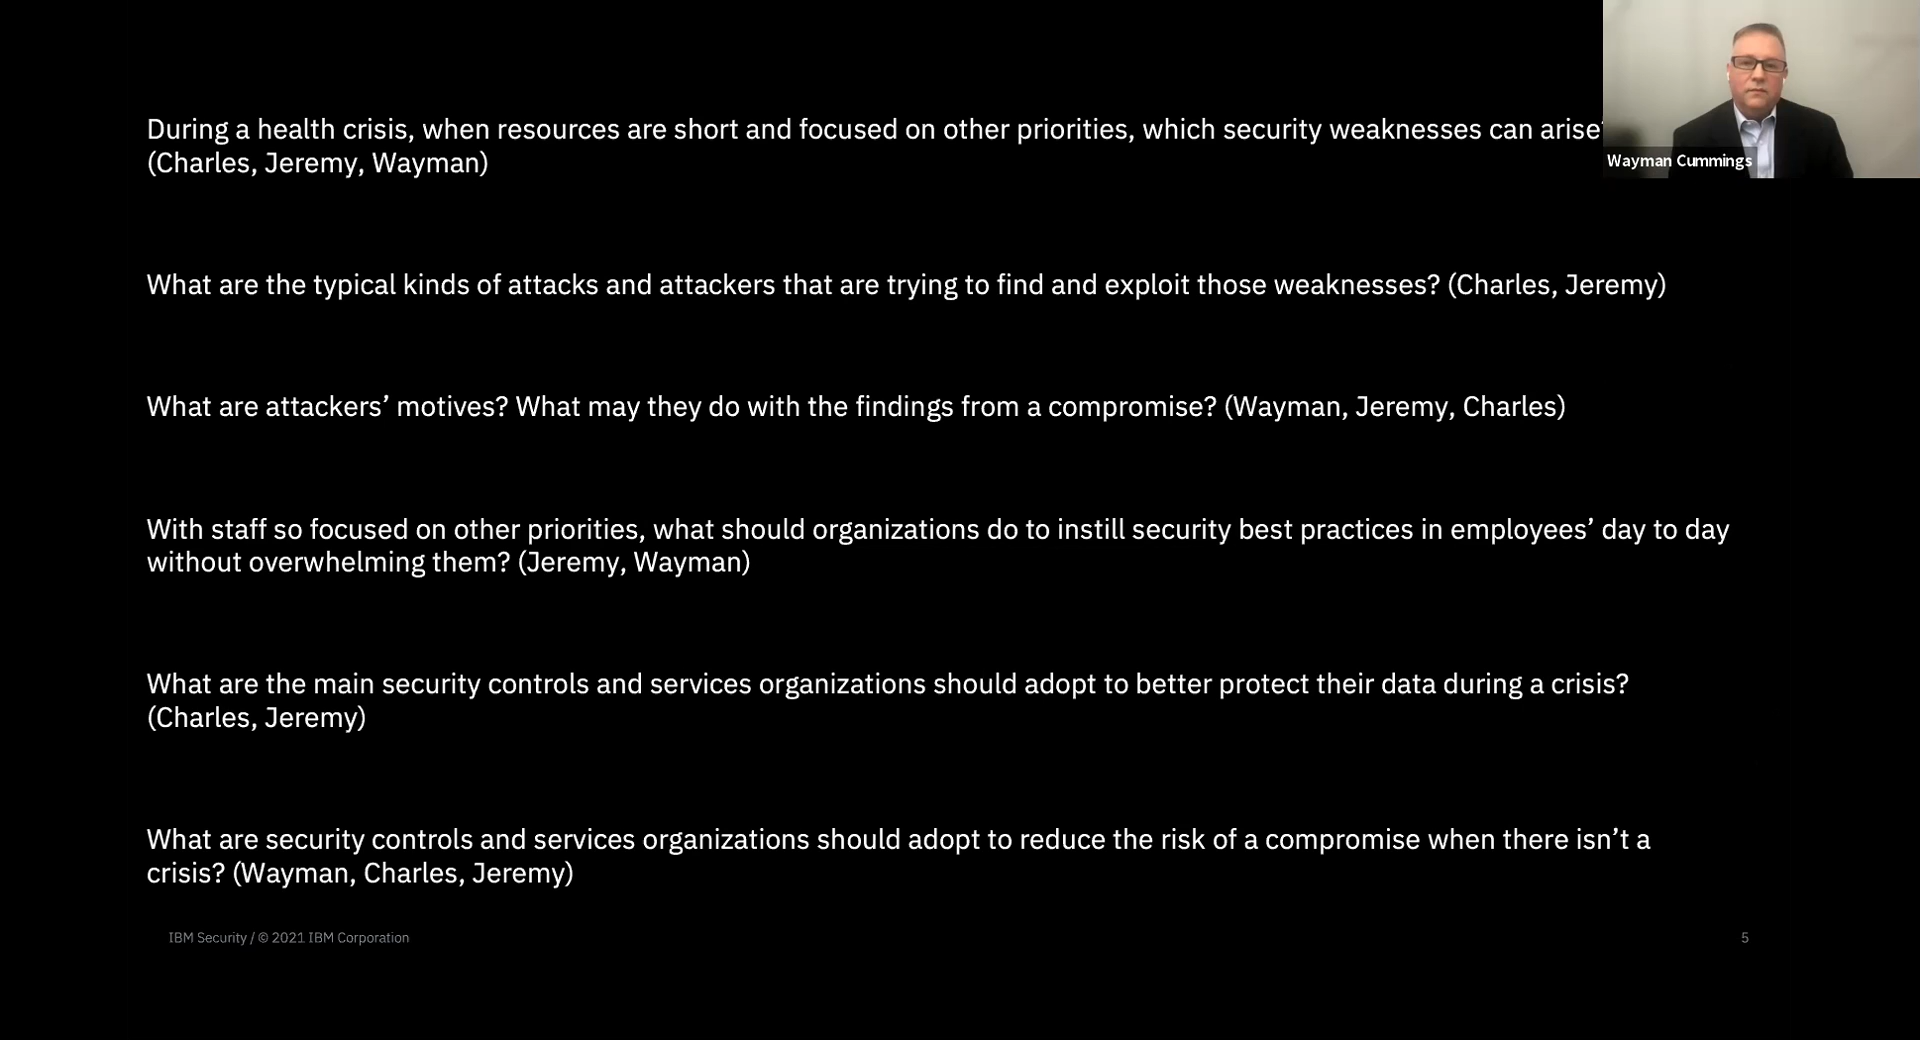 During a health crisis, when resources are short and focused on other priorities, which security weaknesses can arise?
(Charles, Jeremy, Wayman)
Wayman Cummings
What are the typical kinds of attacks and attackers that are trying to find and exploit those weaknesses? (Charles, Jeremy)
What are attackers’ motives? What may they do with the findings from a compromise? (Wayman, Jeremy, Charles)
With staff so focused on other priorities, what should organizations do to instill security best practices in employees’ day to day
without overwhelming them? (Jeremy, Wayman)
What are the main security controls and services organizations should adopt to better protect their data during a crisis?
(Charles, Jeremy)
What are security controls and services organizations should adopt to reduce the risk of a compromise when there isn’t a
crisis? (Wayman, Charles, Jeremy)
IBM Security / © 2021 IBM Corporation
5